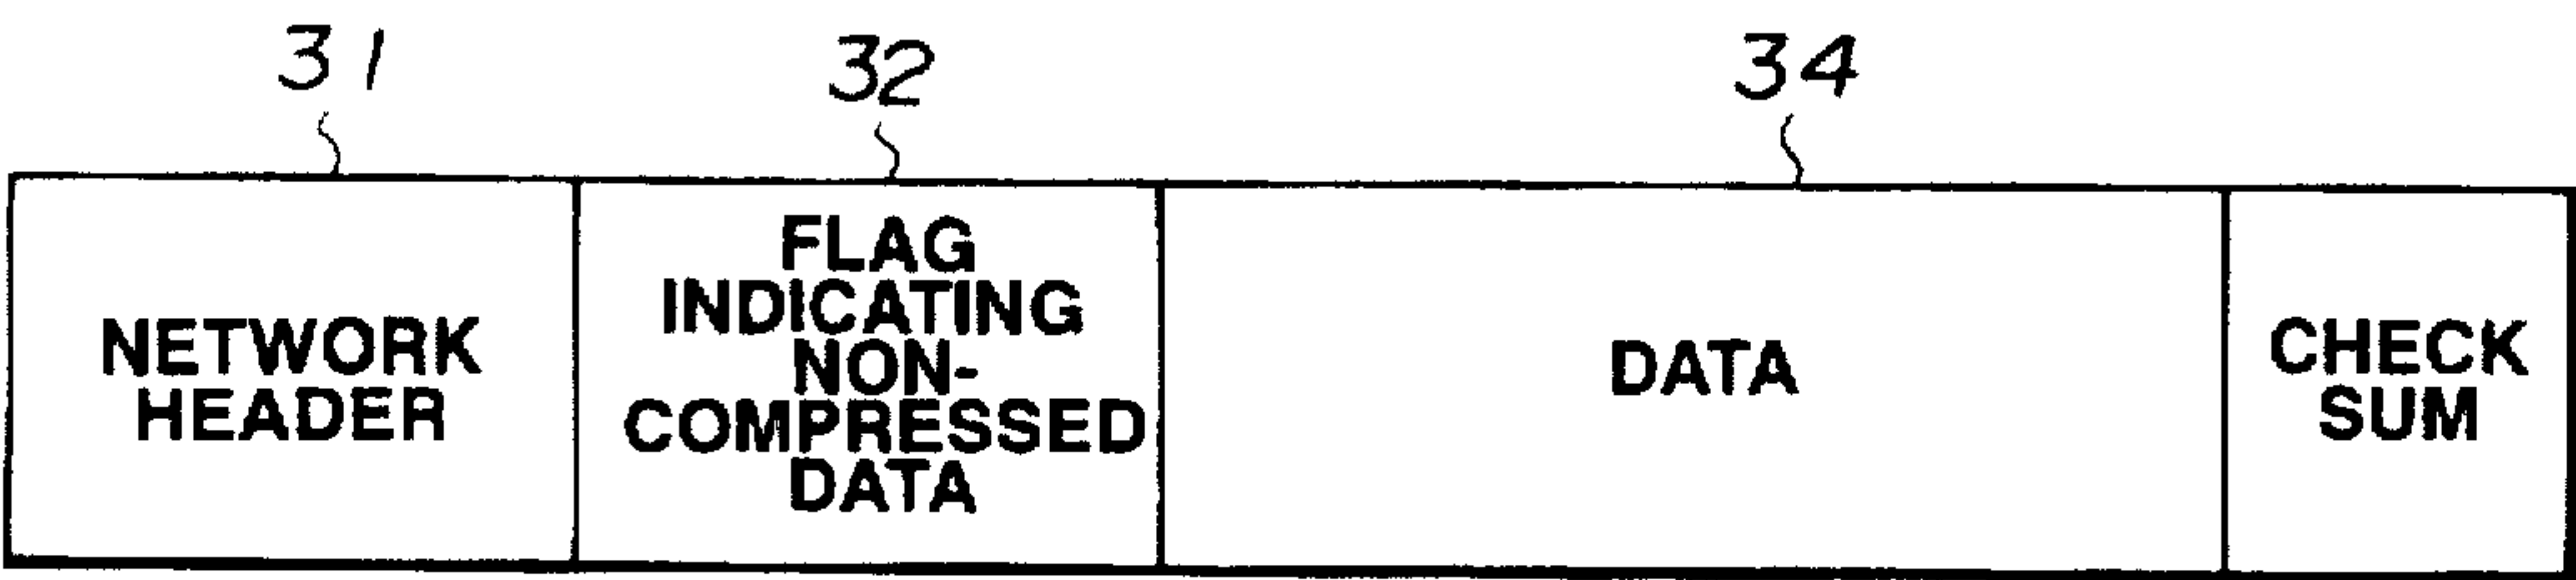 31
32
34
NETWORK
HEADER
FLAG
INDICATING
NON-
COMPRESSED
DATA
DATA
CHECK
SUM